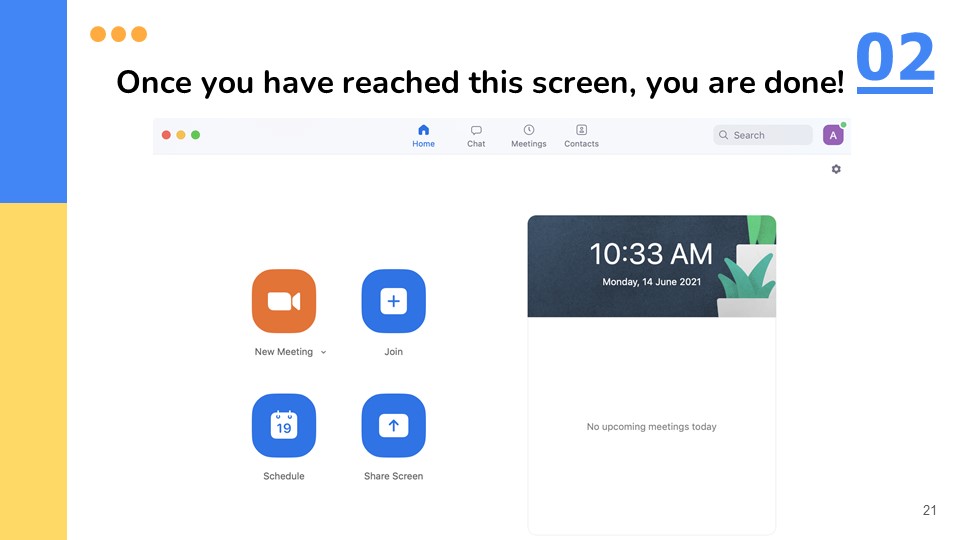 02
Once you have reached this screen, you are done!
Home Chat Meetings Contacts
Search
A
10:33 AM
Monday, 14 June 2021
New Meeting Join
19
No upcoming meetings today
Schedule Share Screen
21